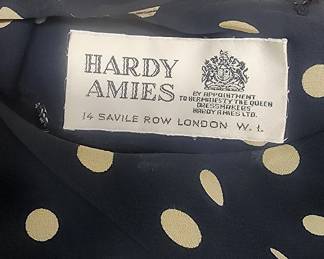 HARDY
AMIES
BY APPOINTMENT
TO HER MAJESTY THE QUEEN
DRESSMAKERS
HARDY AMIES LTD.
14 SAVILE ROW LONDON W.1.